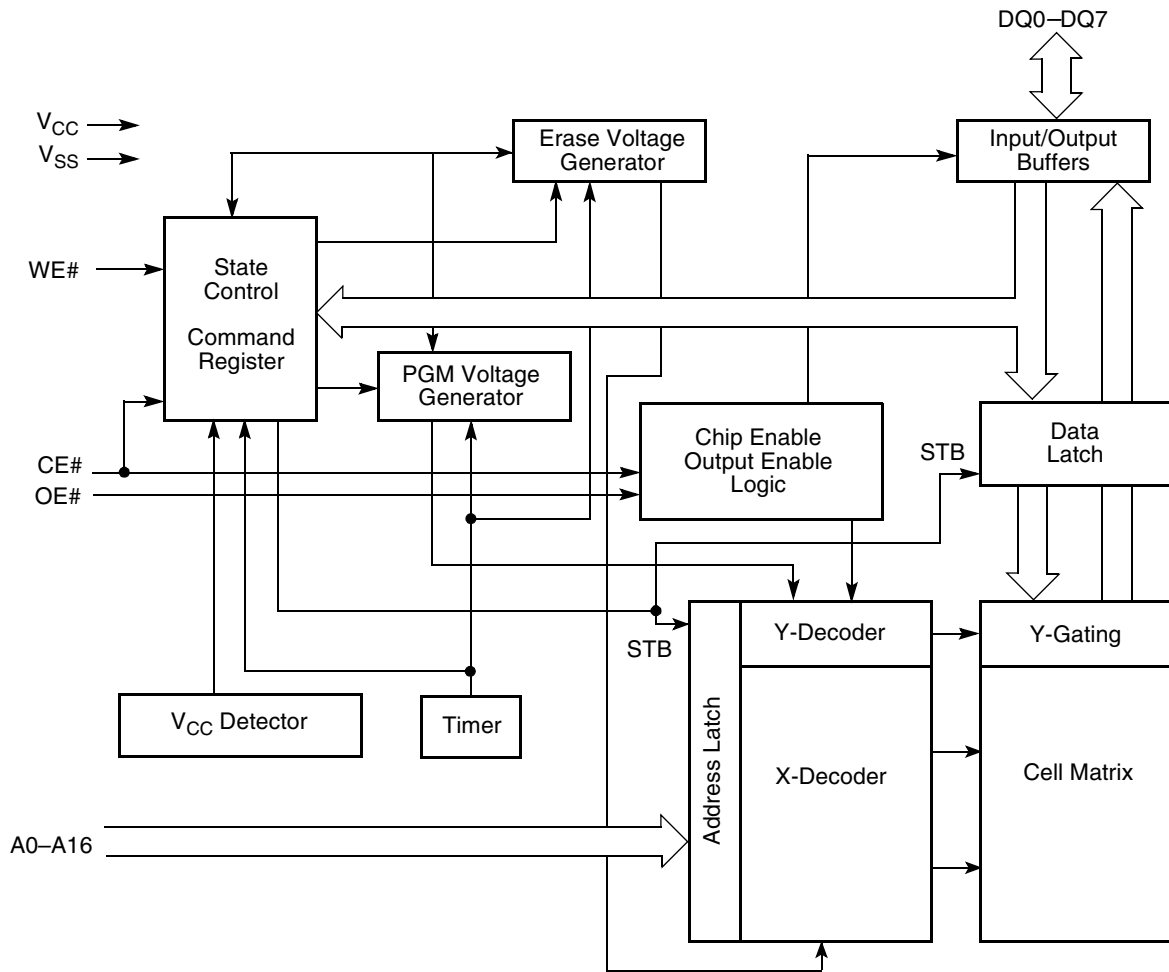 DQ0–DQ7
VCC
VSS
Erase Voltage
Generator
Input/Output
Buffers
WE#
State
Control
Command
Register
PGM Voltage
Generator
Chip Enable
Output Enable
Logic
Data
Latch
STB
CE#
OE#
STB
Address Latch
Y-Decoder
Y-Gating
VCC Detector
Timer
X-Decoder
Cell Matrix
A0–A16